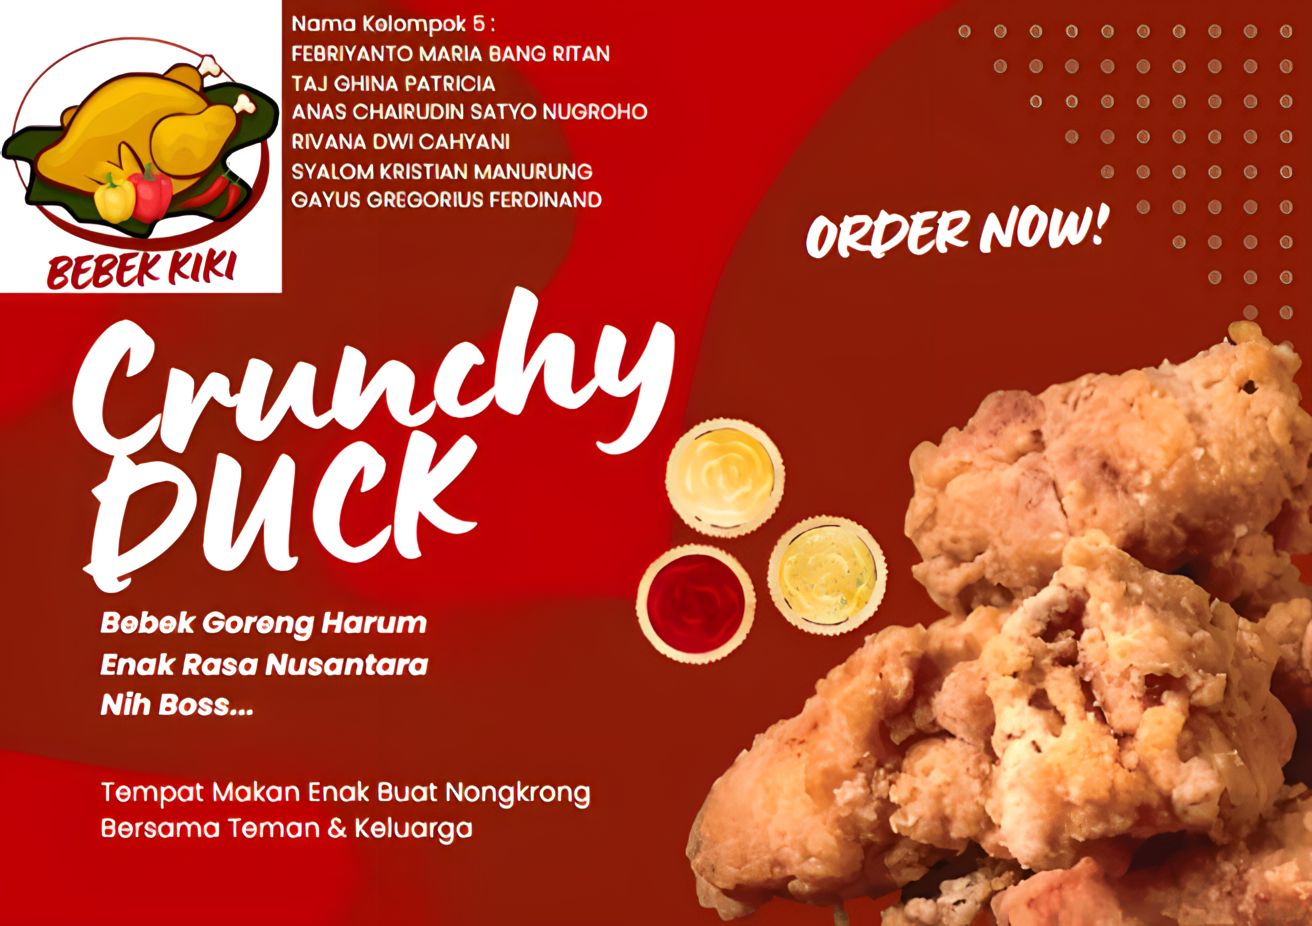 Nama Kelompok 5 :
FEBRIYANTO MARIA BANG RITAN
TAJ GHINA PATRICIA
ANAS CHAIRUDIN SATYO NUGROHO
RIVANA DWI CAHYANI
SYALOM KRISTIAN MANURUNG
GAYUS GREGORIUS FERDINAND
BEBEK KIKI
ORDER NOW!
Crunchy
DUCK
Bebek Goreng Harum
Enak Rasa Nusantara
Nih Boss...
Tempat Makan Enak Buat Nongkrong
Bersama Teman & Keluarga